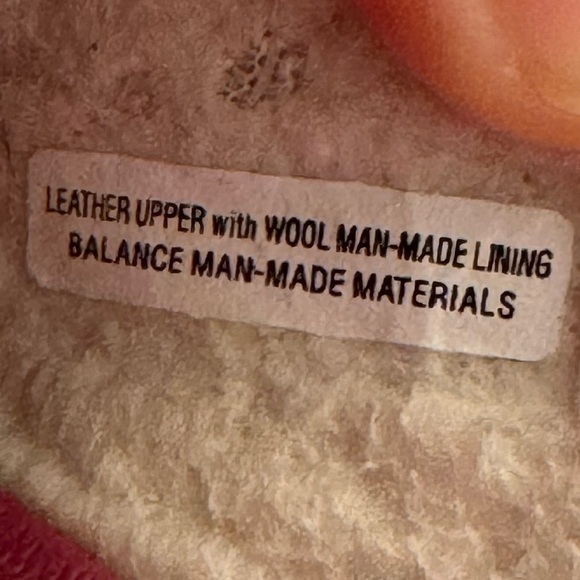 LEATHER UPPER with WOOL MAN-MADE LINING
BALANCE MAN-MADE MATERIALS